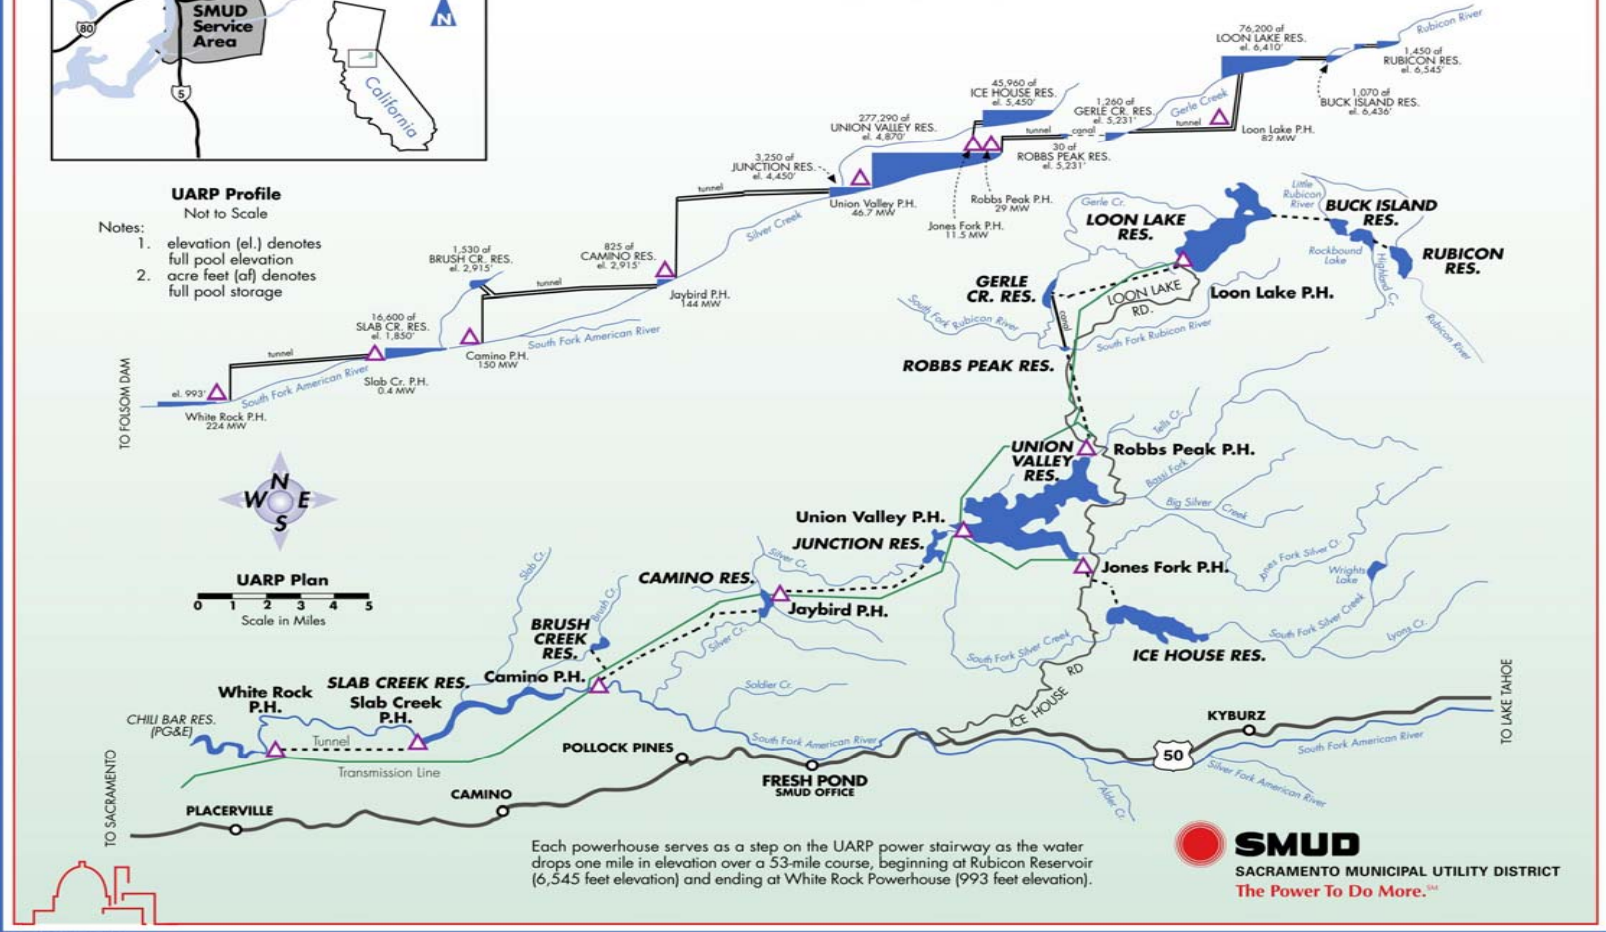 80
SMUD
Service
Area
5
N
California
UARP Profile
Not to Scale
Notes:
1. elevation (el.) denotes
full pool elevation
2. acre feet (af) denotes
full pool storage
Rubicon River
76,200 af
LOON LAKE RES.
el. 6,410'
1,450 af
RUBICON RES.
el. 6,545'
1,070 af
BUCK ISLAND RES.
el. 6,436'
45,960 af
ICE HOUSE RES.
el. 5,450'
1,260 af
GERLE CR. RES.
el. 5,231'
Gerle Creek
tunnel
Loon Lake P.H.
82 MW
277,290 af
UNION VALLEY RES.
el. 4,870'
tunnel
canal
30 af
ROBBS PEAK RES.
el. 5,231'
3,250 af
JUNCTION RES.
el. 4,450'
Union Valley P.H.
46.7 MW
Robbs Peak P.H.
29 MW
Jones Fork P.H.
11.5 MW
tunnel
Silver Creek
1,530 af
BRUSH CR. RES.
el. 2,915'
825 af
CAMINO RES.
el. 2,915'
tunnel
Jaybird P.H.
144 MW
16,600 af
SLAB CR. RES.
el. 1,850'
South Fork American River
Camino P.H.
150 MW
tunnel
South Fork American River
Slab Cr. P.H.
0.4 MW
el. 993'
White Rock P.H.
224 MW
TO FOLSOM DAM
Gerle Cr.
Little
Rubicon
River
LOON LAKE
RES.
BUCK ISLAND
RES.
Rockbound
Lake
Highland Cr.
RUBICON
RES.
GERLE
CR. RES.
LOON LAKE
RD.
Loon Lake P.H.
South Fork Rubicon River
canal
South Fork Rubicon River
Rubicon River
ROBBS PEAK RES.
Tells Cr.
UNION
VALLEY
RES.
Robbs Peak P.H.
Bassi Fork
Big Silver
Creek
N
W E
S
Union Valley P.H.
JUNCTION RES.
Silver Cr.
Jones Fork P.H.
Jones Fork Silver Cr.
Wrights
Lake
UARP Plan
0 1 2 3 4 5
Scale in Miles
Slab Cr.
Brush Cr.
CAMINO RES.
Jaybird P.H.
BRUSH
CREEK
RES.
Silver Cr.
South Fork Silver Creek
South Fork Silver Creek
Lyons Cr.
ICE HOUSE RES.
SLAB CREEK RES.
Camino P.H.
White Rock
P.H.
Slab Creek
P.H.
Soldier Cr.
ICE HOUSE
RD
CHILI BAR RES.
(PG&E)
Tunnel
Transmission Line
POLLOCK PINES
South Fork American River
KYBURZ
50
South Fork American River
TO LAKE TAHOE
FRESH POND
SMUD OFFICE
Silver Fork American River
Alder Cr.
TO SACRAMENTO
PLACERVILLE
CAMINO
Each powerhouse serves as a step on the UARP power stairway as the water
drops one mile in elevation over a 53-mile course, beginning at Rubicon Reservoir
(6,545 feet elevation) and ending at White Rock Powerhouse (993 feet elevation).
SMUD
SACRAMENTO MUNICIPAL UTILITY DISTRICT
The Power To Do More.℠